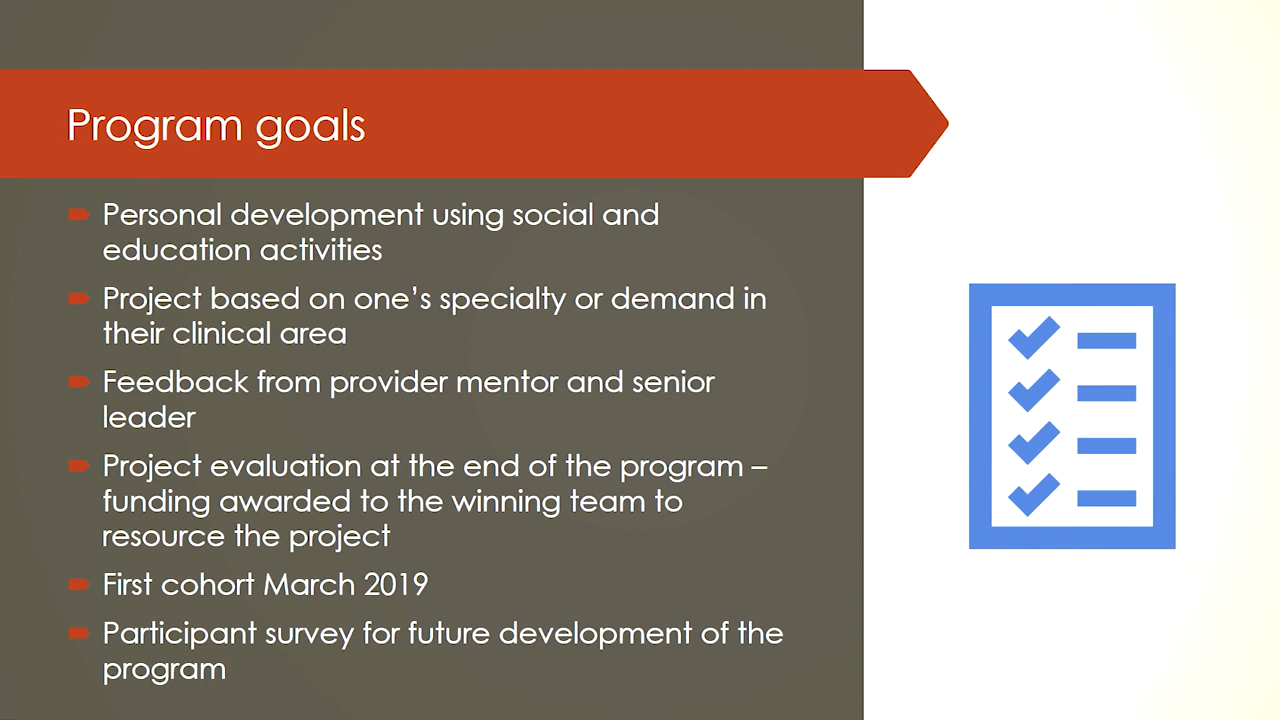 Program goals
Personal development using social and
education activities
Project based on one’s specialty or demand in
their clinical area
Feedback from provider mentor and senior
leader
Project evaluation at the end of the program –
funding awarded to the winning team to
resource the project
First cohort March 2019
Participant survey for future development of the
program